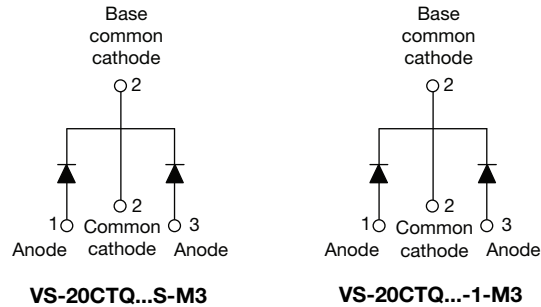 Base
common
cathode
2
2
1
Common
3
Anode
cathode
Anode
VS-20CTQ...S-M3
Base
common
cathode
2
2
1
Common
3
Anode
cathode
Anode
VS-20CTQ...-1-M3